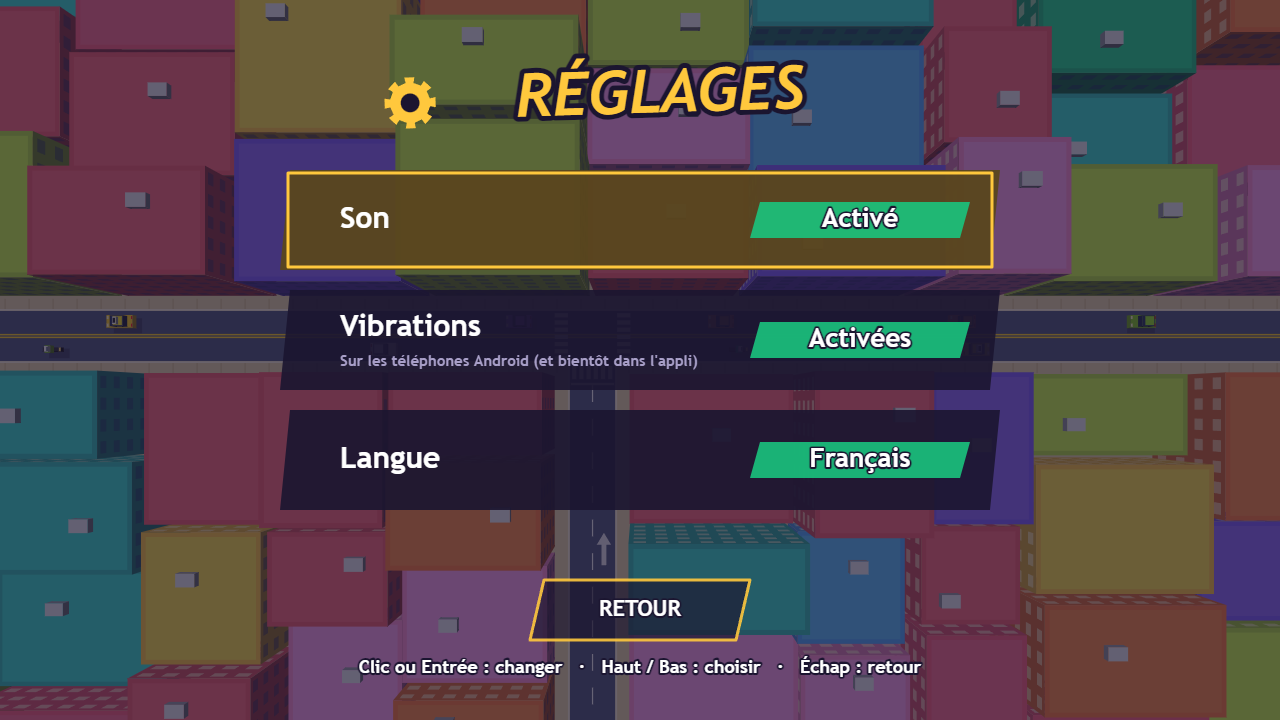 RÉGLAGES
Son
Activé
Vibrations
Activées
Sur les téléphones Android (et bientôt dans l'appli)
Langue
Français
RETOUR
Clic ou Entrée : changer · Haut / Bas : choisir · Échap : retour